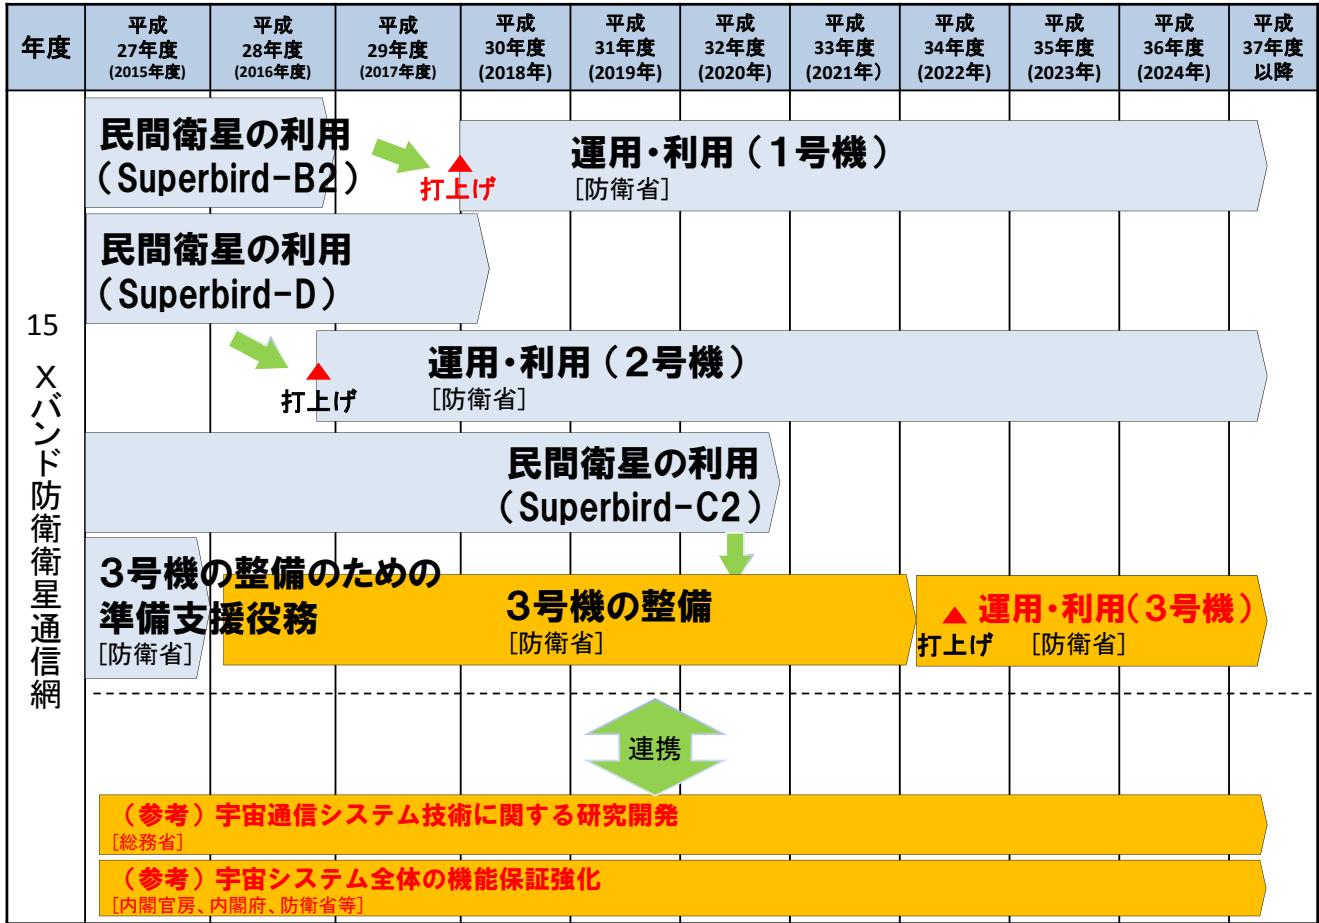 年度
平成
27年度
(2015年度)
平成
28年度
(2016年度)
平成
29年度
(2017年度)
平成
30年度
(2018年)
平成
31年度
(2019年)
平成
32年度
(2020年)
平成
33年度
(2021年）
平成
34年度
(2022年)
平成
35年度
(2023年)
平成
36年度
(2024年)
平成
37年度
以降
15 Xバンド防衛衛星通信網
民間衛星の利用
（Superbird-B2）
打上げ
運用・利用（１号機）
[防衛省]
民間衛星の利用
（Superbird-D）
打上げ
運用・利用（２号機）
[防衛省]
民間衛星の利用
（Superbird-C2）
３号機の整備のための
準備支援役務
[防衛省]
３号機の整備
[防衛省]
打上げ
運用・利用（３号機）
[防衛省]
連携
（参考）宇宙通信システム技術に関する研究開発
[総務省]
（参考）宇宙システム全体の機能保証強化
[内閣官房、内閣府、防衛省等]